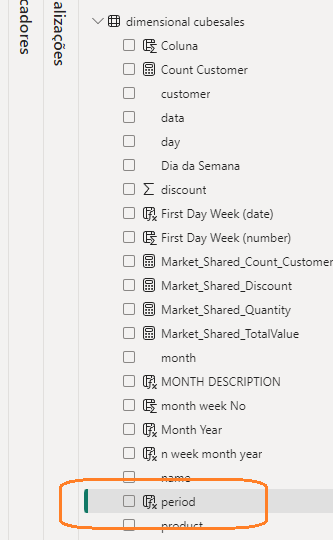 cadores
alizações
dimensional cubesales
Coluna
Count Customer
customer
data
day
Dia da Semana
discount
First Day Week (date)
First Day Week (number)
Market_Shared_Count_Customer
Market_Shared_Discount
Market_Shared_Quantity
Market_Shared_TotalValue
month
MONTH DESCRIPTION
month week No
Month Year
n week month year
name
period
product